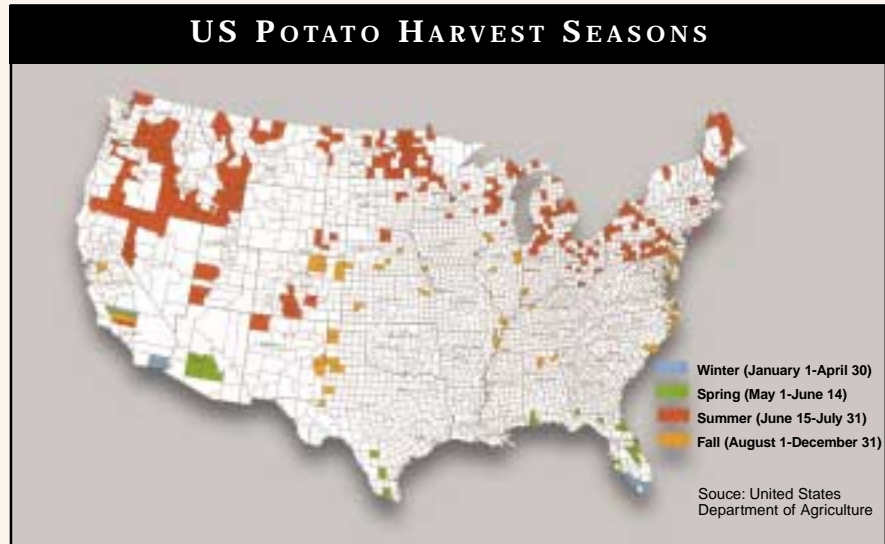 US POTATO HARVEST SEASONS
Winter (January 1-April 30)
Spring (May 1-June 14)
Summer (June 15-July 31)
Fall (August 1-December 31)
Souce: United States
Department of Agriculture